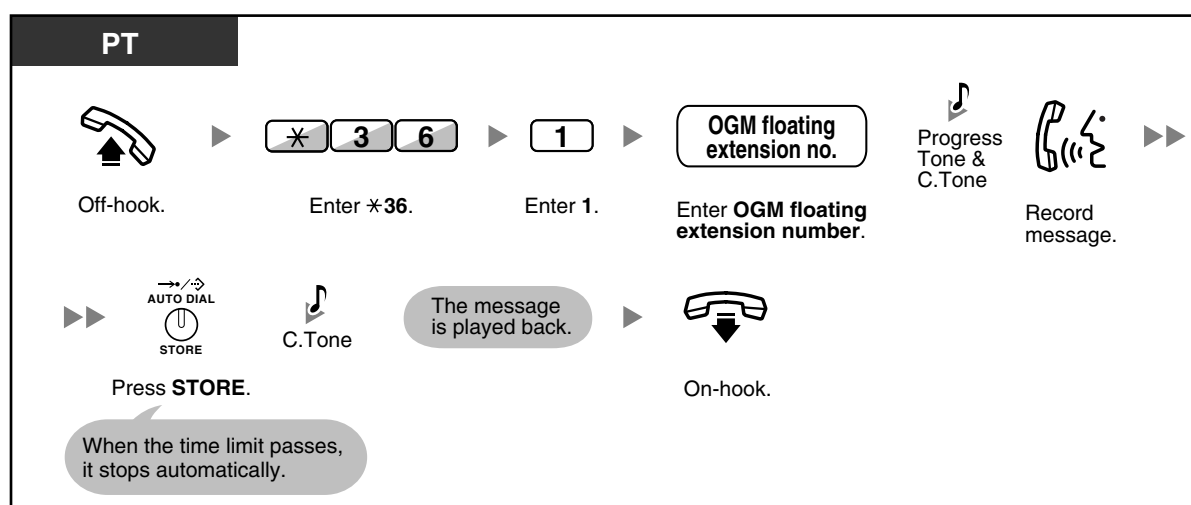 PT
✳ 3 6
1
OGM floating
extension no.
Progress
Tone &
C.Tone
Off-hook.
Enter ✳36.
Enter 1.
Enter OGM floating
extension number.
Record
message.
AUTO DIAL
STORE
C.Tone
The message
is played back.
Press STORE.
On-hook.
When the time limit passes,
it stops automatically.